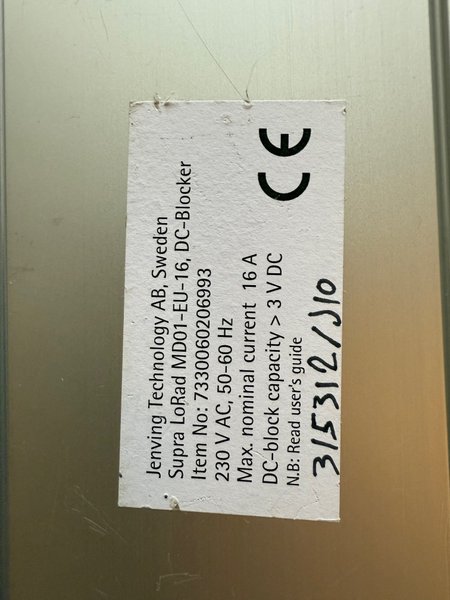 Jenving Technology AB, Sweden
Supra LoRad MD01-EU-16, DC-Blocker
Item No: 7330060206993
230 V AC, 50-60 Hz
Max. nominal current 16 A
DC-block capacity > 3 V DC
N.B: Read user's guide
CE
315312/J10